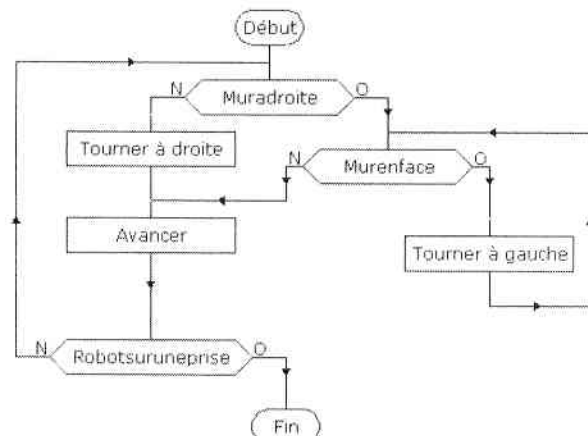 Début
N Muradroite O
Tourner à droite
N Murenface O
Avancer
Tourner à gauche
N Robotsuruneprise O
Fin